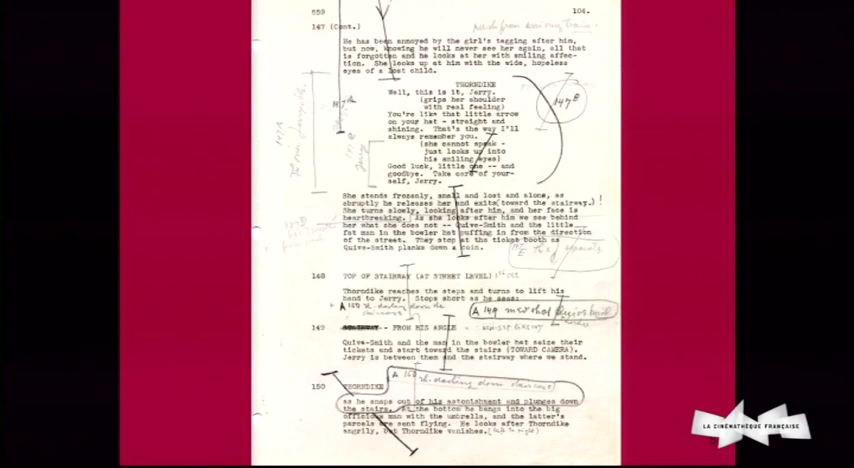 659
104.
147 (Cont.)
He has been annoyed by the girl's tagging after him,
but now, knowing he will never see her again, all that
is forgotten and he looks at her with smiling affec-
tion. She looks up at him with the wide, hopeless
eyes of a lost child.
THORNDIKE
Well, this is it, Jerry.
(grips her shoulder
with real feeling)
You're like that little arrow
on your hat - straight and
shining. That's the way I'll
always remember you.
(she cannot speak -
just looks up into
his smiling eyes)
Good luck, little one -- and
goodbye. Take care of your-
self, Jerry.
147 B
147 A
Jerry
She stands frozenly, small and lost and alone, as
abruptly he releases her and exits (toward the stairway.) !
She turns slowly, looking after him, and her face is
heartbreaking. As she looks after him we see behind
her what she does not -- Quive-Smith and the little
fat man in the bowler hat puffing in from the direction
of the street. They stop at the ticket booth as
Quive-Smith planks down a coin.
148 TOP OF STAIRWAY (AT STREET LEVEL)
Thorndike reaches the steps and turns to lift his
hand to Jerry. Stops short as he sees:
A 149 med shot
149 - FROM HIS ANGLE
Quive-Smith and the man in the bowler hat seize their
tickets and start toward the stairs (TOWARD CAMERA).
Jerry is between them and the stairway where we stand.
150 THORNDIKE
as he snaps out of his astonishment and plunges down
the stairs. At the bottom he bangs into the big
officious man with the umbrella, and the latter's
parcels are sent flying. He looks after Thorndike
angrily, but Thorndike vanishes.
LA CINÉMATHÈQUE FRANÇAISE